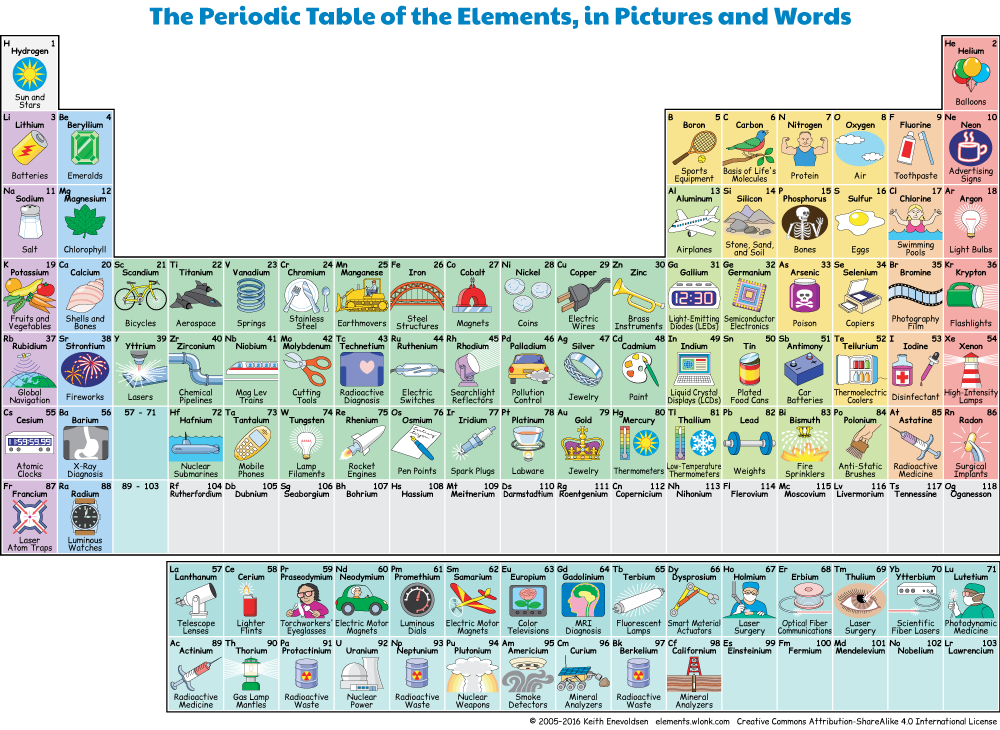 The Periodic Table of the Elements, in Pictures and Words
H 1
Hydrogen
Sun and
Stars
He 2
Helium
Balloons
Li 3
Lithium
Batteries
Be 4
Beryllium
Emeralds
B 5
Boron
Sports
Equipment
C 6
Carbon
Basis of Life's
Molecules
N 7
Nitrogen
Protein
O 8
Oxygen
Air
F 9
Fluorine
Toothpaste
Ne 10
Neon
Advertising
Signs
Na 11
Sodium
Salt
Mg 12
Magnesium
Chlorophyll
Al 13
Aluminum
Airplanes
Si 14
Silicon
Stone, Sand,
and Soil
P 15
Phosphorus
Bones
S 16
Sulfur
Eggs
Cl 17
Chlorine
Swimming
Pools
Ar 18
Argon
Light Bulbs
K 19
Potassium
Fruits and
Vegetables
Ca 20
Calcium
Shells and
Bones
Sc 21
Scandium
Bicycles
Ti 22
Titanium
Aerospace
V 23
Vanadium
Springs
Cr 24
Chromium
Stainless
Steel
Mn 25
Manganese
Earthmovers
Fe 26
Iron
Steel
Structures
Co 27
Cobalt
Magnets
Ni 28
Nickel
Coins
Cu 29
Copper
Electric
Wires
Zn 30
Zinc
Brass
Instruments
Ga 31
Gallium
12:30
Light-Emitting
Diodes (LEDs)
Ge 32
Germanium
Semiconductor
Electronics
As 33
Arsenic
Poison
Se 34
Selenium
Copiers
Br 35
Bromine
Photography
Film
Kr 36
Krypton
Flashlights
Rb 37
Rubidium
Global
Navigation
Sr 38
Strontium
Fireworks
Y 39
Yttrium
Lasers
Zr 40
Zirconium
Chemical
Pipelines
Nb 41
Niobium
Mag Lev
Trains
Mo 42
Molybdenum
Cutting
Tools
Tc 43
Technetium
Radioactive
Diagnosis
Ru 44
Ruthenium
Electric
Switches
Rh 45
Rhodium
Searchlight
Reflectors
Pd 46
Palladium
Pollution
Control
Ag 47
Silver
Jewelry
Cd 48
Cadmium
Paint
In 49
Indium
Liquid Crystal
Displays (LCDs)
Sn 50
Tin
Plated
Food Cans
Sb 51
Antimony
Car
Batteries
Te 52
Tellurium
Thermoelectric
Coolers
I 53
Iodine
Disinfectant
Xe 54
Xenon
High-Intensity
Lamps
Cs 55
Cesium
1:59:59.99
Atomic
Clocks
Ba 56
Barium
X-Ray
Diagnosis
57 - 71
Hf 72
Hafnium
Nuclear
Submarines
Ta 73
Tantalum
Mobile
Phones
W 74
Tungsten
Lamp
Filaments
Re 75
Rhenium
Rocket
Engines
Os 76
Osmium
Pen Points
Ir 77
Iridium
Spark Plugs
Pt 78
Platinum
Labware
Au 79
Gold
Jewelry
Hg 80
Mercury
Thermometers
Tl 81
Thallium
Low-Temperature
Thermometers
Pb 82
Lead
Weights
Bi 83
Bismuth
Fire
Sprinklers
Po 84
Polonium
Anti-Static
Brushes
At 85
Astatine
Radioactive
Medicine
Rn 86
Radon
Surgical
Implants
Fr 87
Francium
Laser
Atom Traps
Ra 88
Radium
Luminous
Watches
89 - 103
Rf 104
Rutherfordium
Db 105
Dubnium
Sg 106
Seaborgium
Bh 107
Bohrium
Hs 108
Hassium
Mt 109
Meitnerium
Ds 110
Darmstadtium
Rg 111
Roentgenium
Cn 112
Copernicium
Nh 113
Nihonium
Fl 114
Flerovium
Mc 115
Moscovium
Lv 116
Livermorium
Ts 117
Tennessine
Og 118
Oganesson
La 57
Lanthanum
Telescope
Lenses
Ce 58
Cerium
Lighter
Flints
Pr 59
Praseodymium
Torchworkers'
Eyeglasses
Nd 60
Neodymium
Electric Motor
Magnets
Pm 61
Promethium
Luminous
Dials
Sm 62
Samarium
Electric Motor
Magnets
Eu 63
Europium
Color
Televisions
Gd 64
Gadolinium
MRI
Diagnosis
Tb 65
Terbium
Fluorescent
Lamps
Dy 66
Dysprosium
Smart Material
Actuators
Ho 67
Holmium
Laser
Surgery
Er 68
Erbium
Optical Fiber
Communications
Tm 69
Thulium
Laser
Surgery
Yb 70
Ytterbium
Scientific
Fiber Lasers
Lu 71
Lutetium
Photodynamic
Medicine
Ac 89
Actinium
Radioactive
Medicine
Th 90
Thorium
Gas Lamp
Mantles
Pa 91
Protactinium
Radioactive
Waste
U 92
Uranium
Nuclear
Power
Np 93
Neptunium
Radioactive
Waste
Pu 94
Plutonium
Nuclear
Weapons
Am 95
Americium
Smoke
Detectors
Cm 96
Curium
Mineral
Analyzers
Bk 97
Berkelium
Radioactive
Waste
Cf 98
Californium
Mineral
Analyzers
Es 99
Einsteinium
Fm 100
Fermium
Md 101
Mendelevium
No 102
Nobelium
Lr 103
Lawrencium
© 2005-2016 Keith Enevoldsen elements.wlonk.com Creative Commons Attribution-ShareAlike 4.0 International License